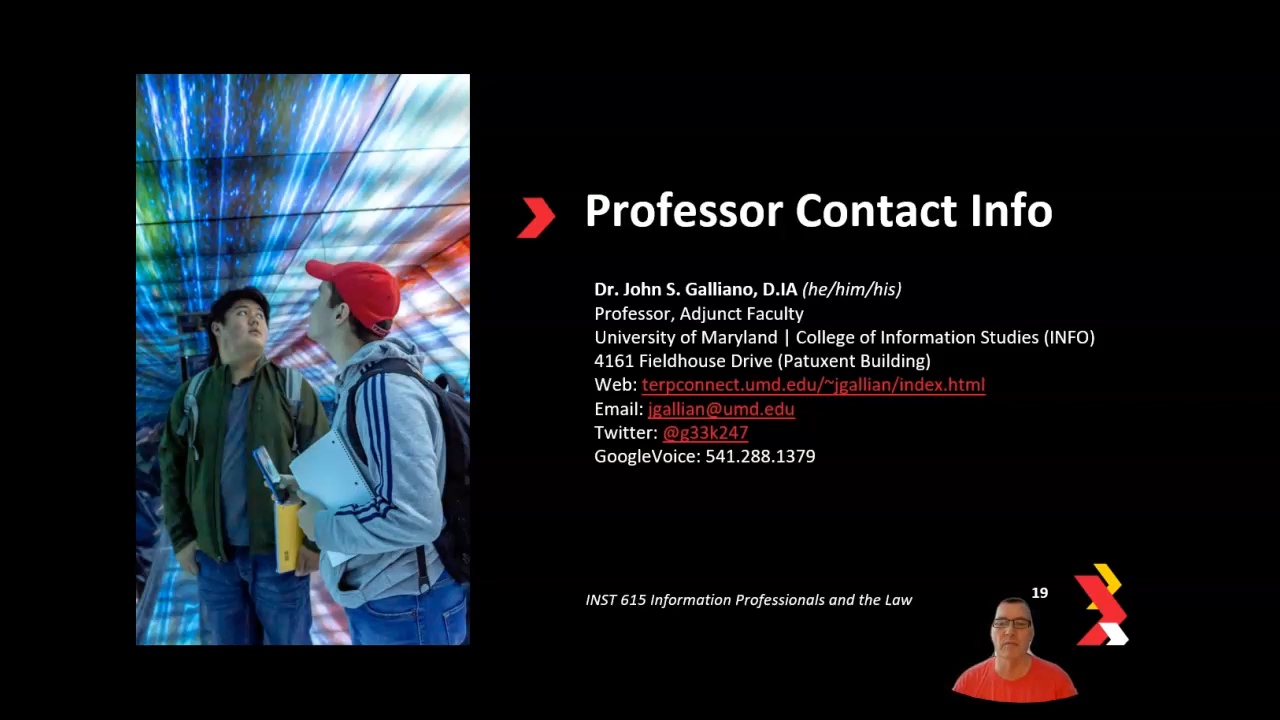 Professor Contact Info
Dr. John S. Galliano, D.IA (he/him/his)
Professor, Adjunct Faculty
University of Maryland | College of Information Studies (INFO)
4161 Fieldhouse Drive (Patuxent Building)
Web: terpconnect.umd.edu/~jgallian/index.html
Email: jgallian@umd.edu
Twitter: @g33k247
GoogleVoice: 541.288.1379
INST 615 Information Professionals and the Law
19